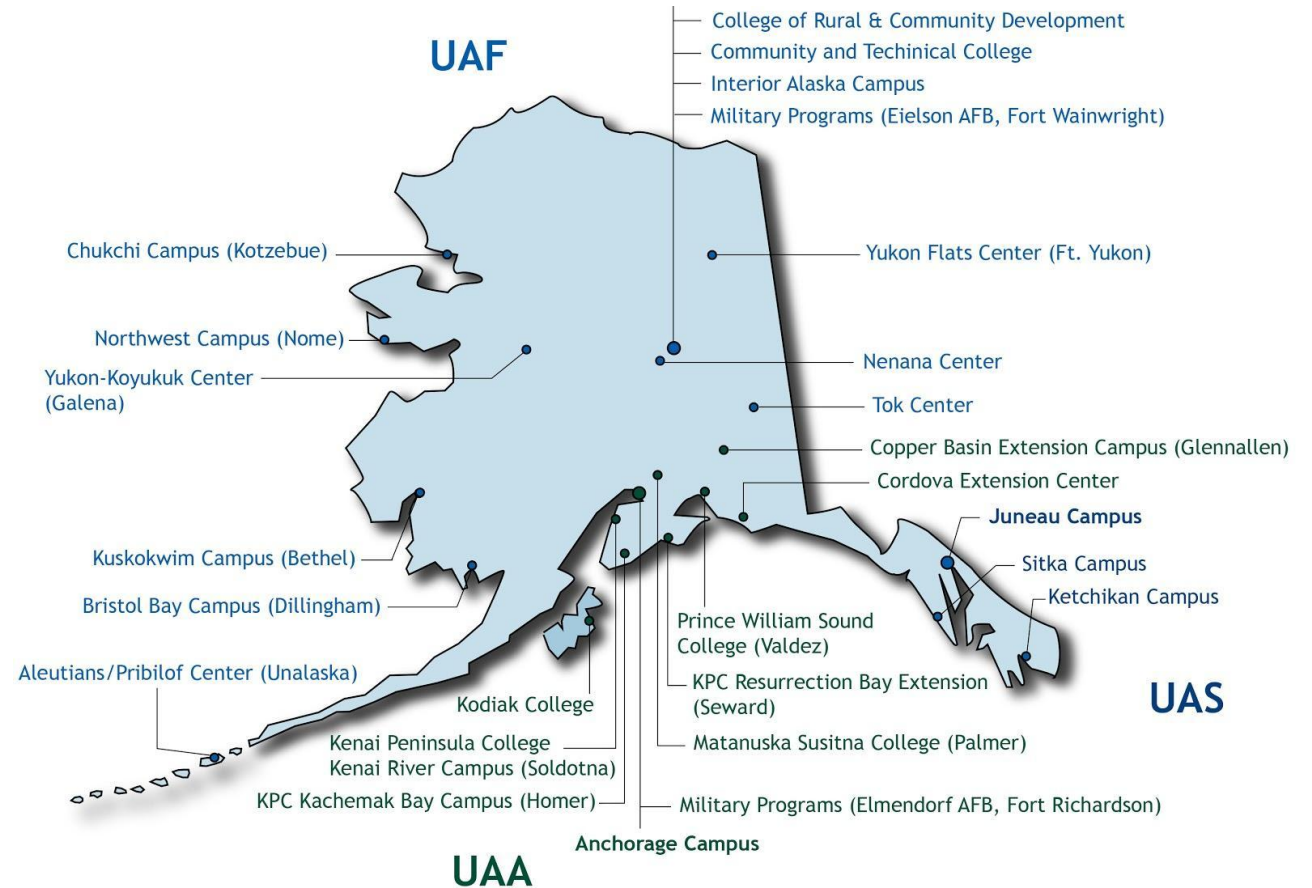 College of Rural & Community Development
UAF
Community and Techinical College
Interior Alaska Campus
Military Programs (Eielson AFB, Fort Wainwright)
Chukchi Campus (Kotzebue)
Yukon Flats Center (Ft. Yukon)
Northwest Campus (Nome)
Nenana Center
Yukon-Koyukuk Center
(Galena)
Tok Center
Copper Basin Extension Campus (Glennallen)
Cordova Extension Center
Juneau Campus
Kuskokwim Campus (Bethel)
Sitka Campus
Ketchikan Campus
Bristol Bay Campus (Dillingham)
Prince William Sound
College (Valdez)
Aleutians/Pribilof Center (Unalaska)
KPC Resurrection Bay Extension
(Seward)
UAS
Kodiak College
Kenai Peninsula College
Kenai River Campus (Soldotna)
Matanuska Susitna College (Palmer)
KPC Kachemak Bay Campus (Homer)
Military Programs (Elmendorf AFB, Fort Richardson)
Anchorage Campus
UAA